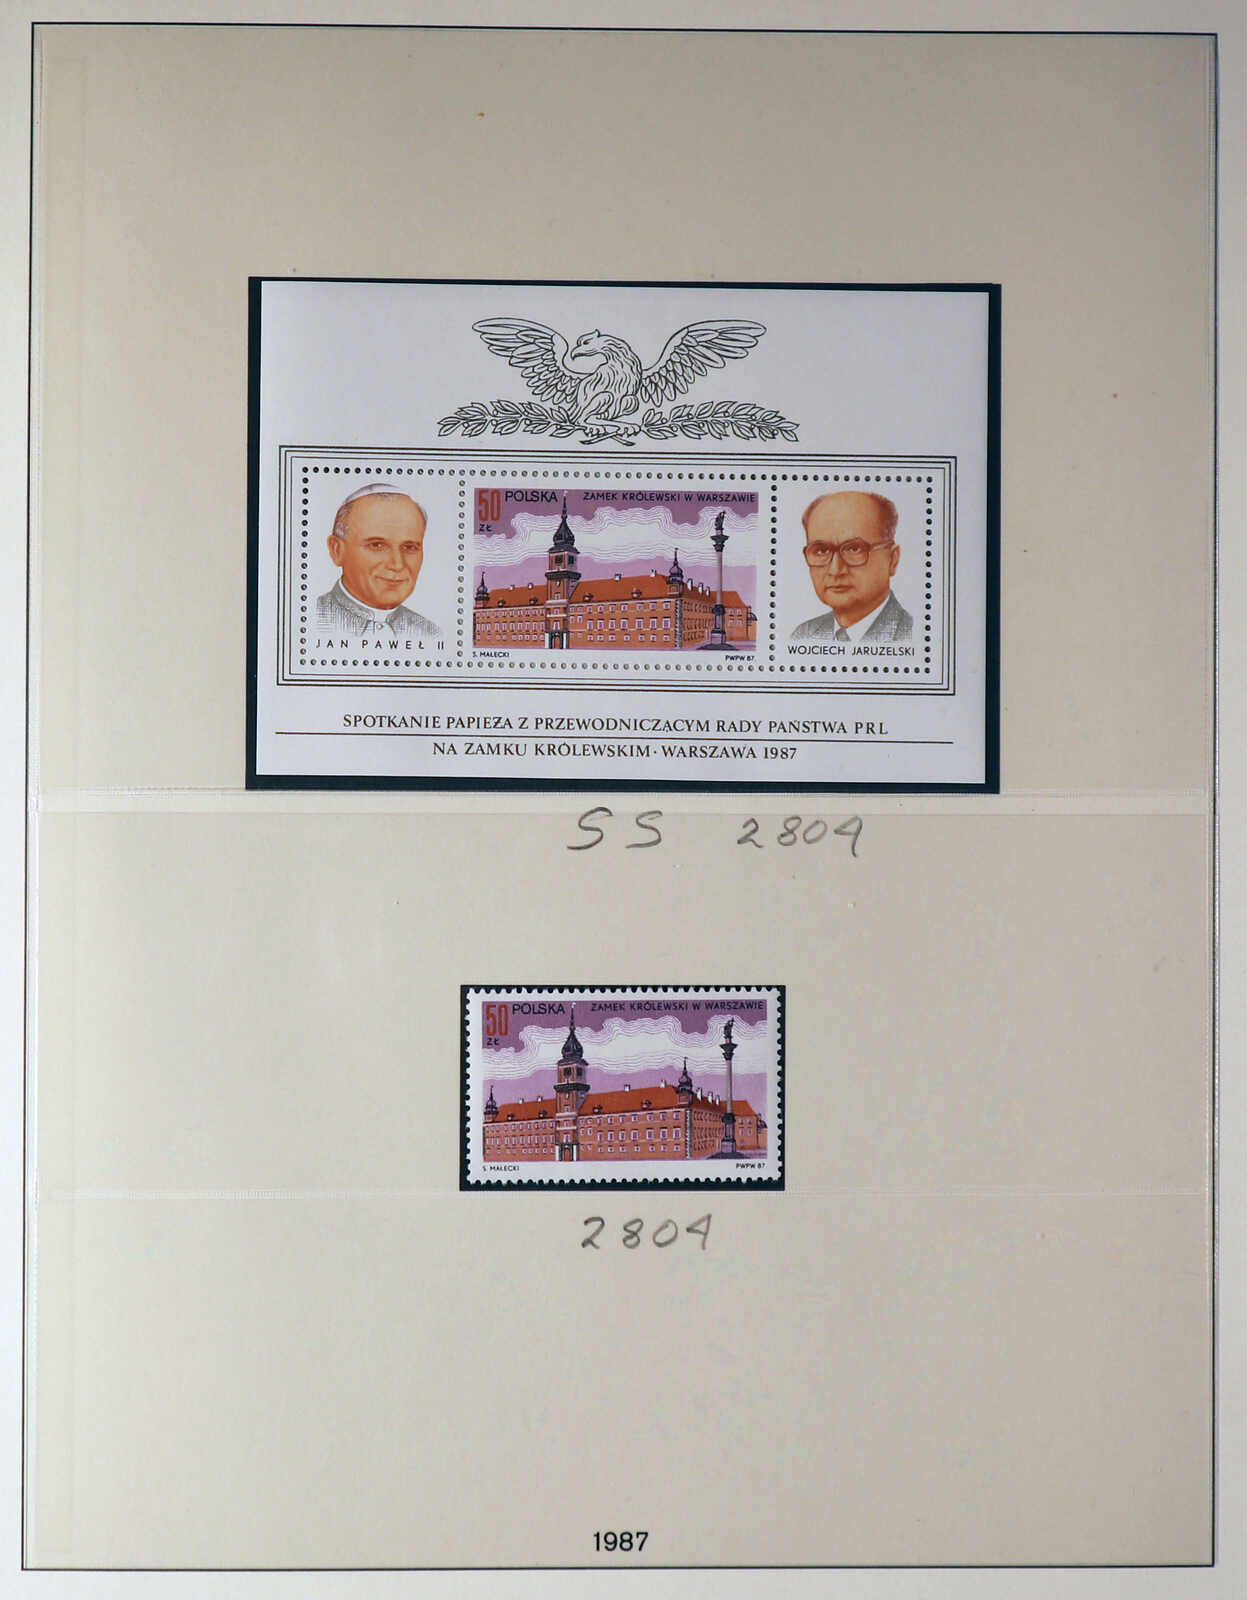 50 POLSKA ZAMEK KRÓLEWSKI W WARSZAWIE
ZŁ
JAN PAWEŁ II
S. MAŁECKI PWPW 87
WOJCIECH JARUZELSKI
SPOTKANIE PAPIEŻA Z PRZEWODNICZĄCYM RADY PAŃSTWA PRL
NA ZAMKU KRÓLEWSKIM · WARSZAWA 1987
SS 2804
50 POLSKA ZAMEK KRÓLEWSKI W WARSZAWIE
ZŁ
S. MAŁECKI PWPW 87
2804
1987